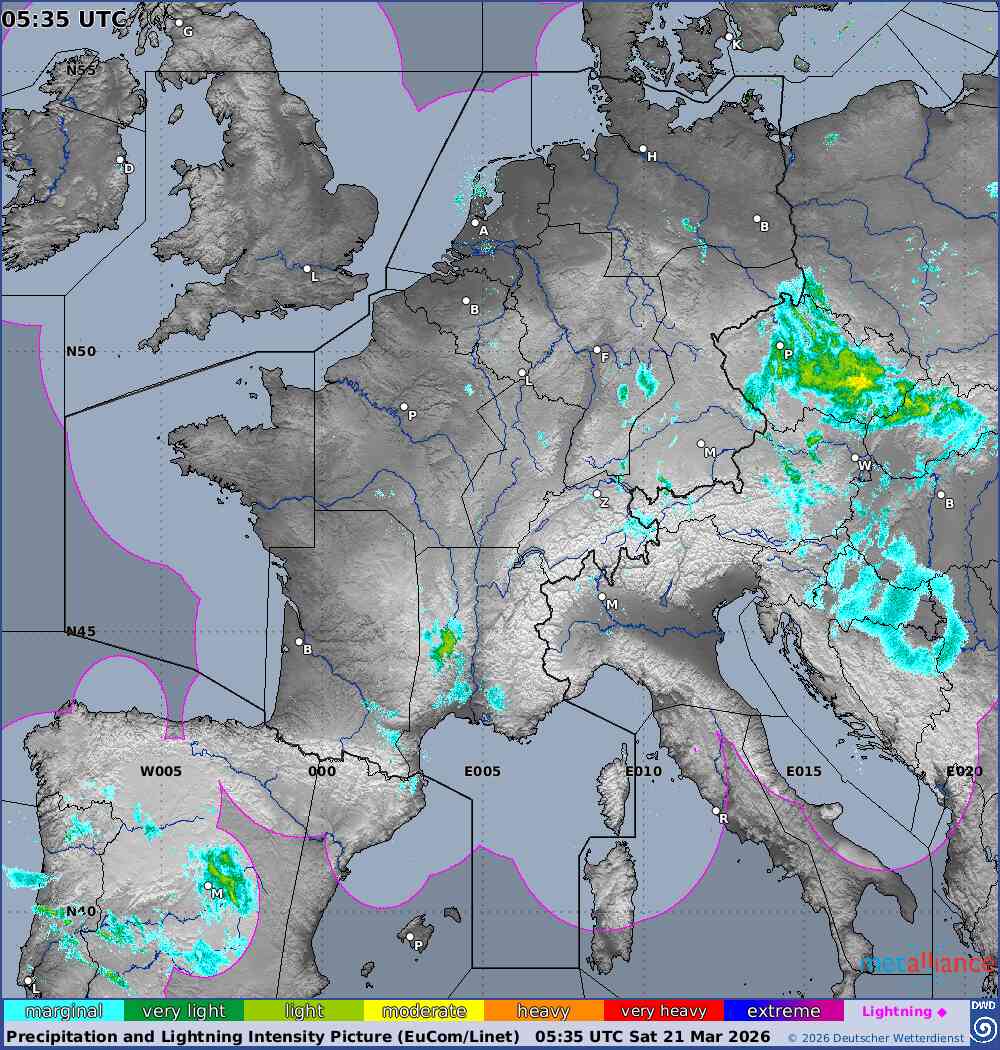 05:35 UTC
G
K
N55
D
H
A
B
B
L
B
N50
F
P
L
P
M
W
Z
B
M
N45
B
W005
000
E005
E010
E015
E020
R
M
N40
P
metalliance
L
marginal very light light moderate heavy very heavy extreme Lightning ◆ DWD
Precipitation and Lightning Intensity Picture (EuCom/Linet) 05:35 UTC Sat 21 Mar 2026 © 2026 Deutscher Wetterdienst